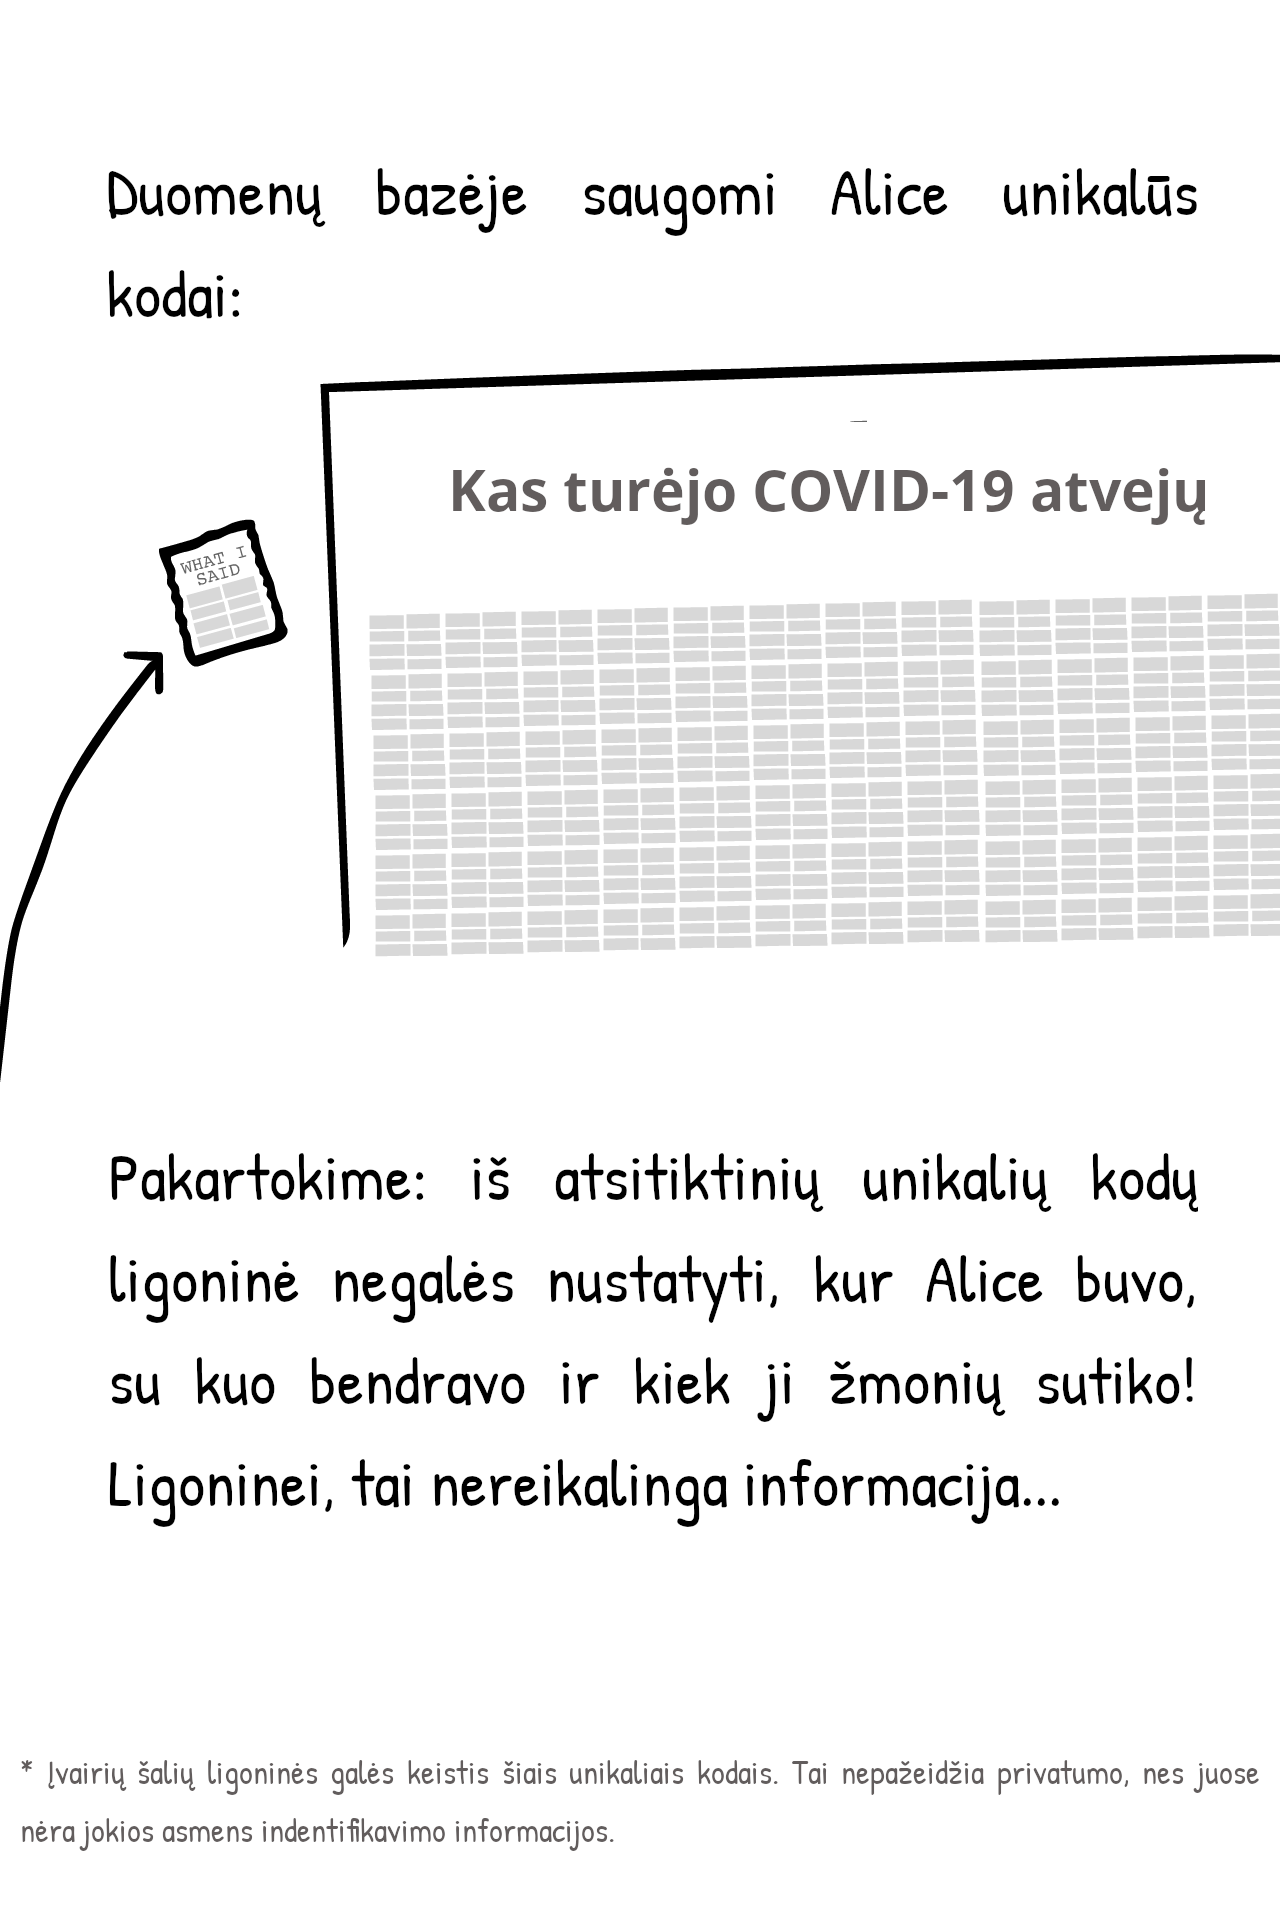 Duomenų bazėje saugomi Alice unikalūs
kodai:
Kas turėjo COVID-19 atvejų
WHAT I
SAID
Pakartokime: iš atsitiktinių unikalių kodų
ligoninė negalės nustatyti, kur Alice buvo,
su kuo bendravo ir kiek ji žmonių sutiko!
Ligoninei, tai nereikalinga informacija...
* Įvairių šalių ligoninės galės keistis šiais unikaliais kodais. Tai nepažeidžia privatumo, nes juose
nėra jokios asmens indentifikavimo informacijos.